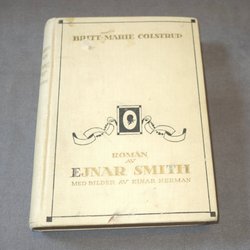 BRITT-MARIE COLSTRUP
ROMAN
AV
EJNAR SMITH
MED BILDER AV EINAR NERMAN